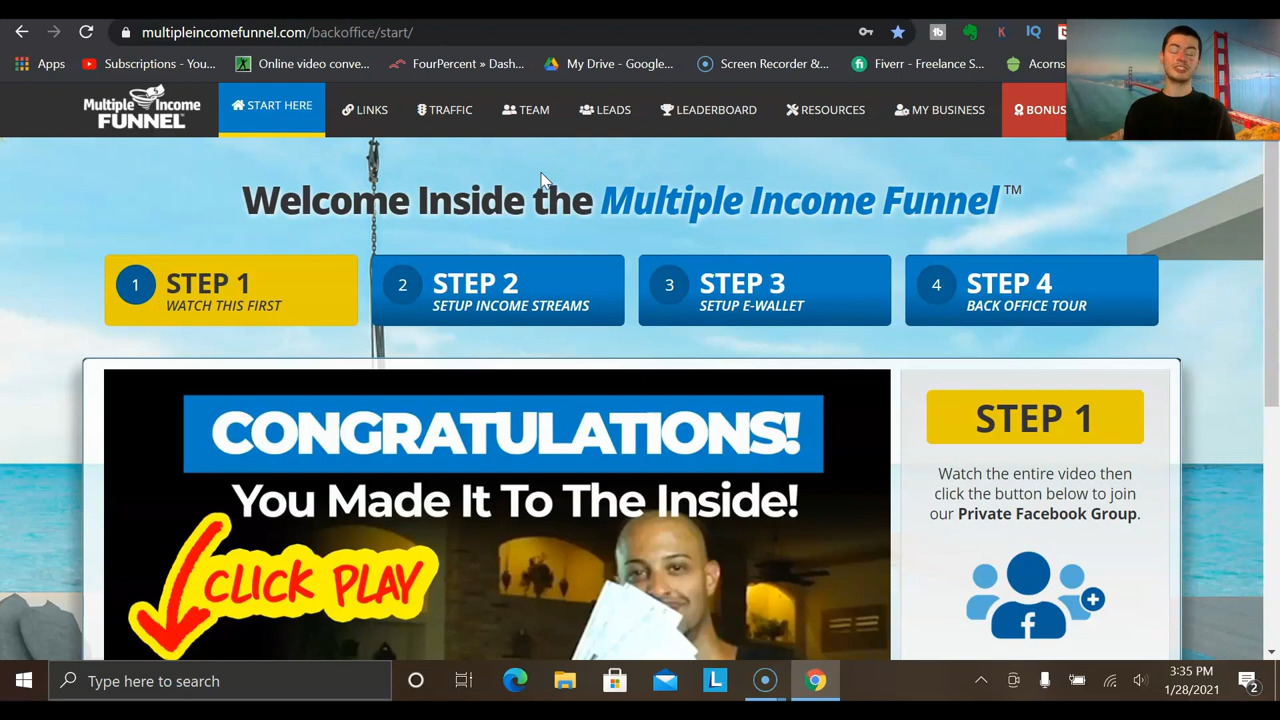 multipleincomefunnel.com/backoffice/start/
Apps
Subscriptions - You...
Online video conve...
FourPercent » Dash...
My Drive - Google...
Screen Recorder &...
Fiverr - Freelance S...
Acorns
Multiple Income
FUNNEL
START HERE
LINKS
TRAFFIC
TEAM
LEADS
LEADERBOARD
RESOURCES
MY BUSINESS
BONUS
Welcome Inside the Multiple Income Funnel™
1
STEP 1
WATCH THIS FIRST
2
STEP 2
SETUP INCOME STREAMS
3
STEP 3
SETUP E-WALLET
4
STEP 4
BACK OFFICE TOUR
CONGRATULATIONS!
You Made It To The Inside!
CLICK PLAY
STEP 1
Watch the entire video then
click the button below to join
our Private Facebook Group.
Type here to search
3:35 PM
1/28/2021
2